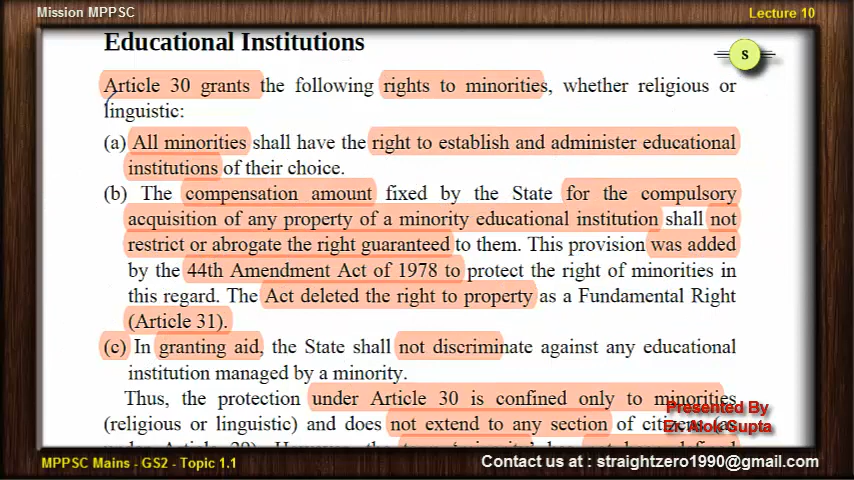 Mission MPPSC
Lecture 10
Educational Institutions
S
Article 30 grants the following rights to minorities, whether religious or
linguistic:
(a) All minorities shall have the right to establish and administer educational
institutions of their choice.
(b) The compensation amount fixed by the State for the compulsory
acquisition of any property of a minority educational institution shall not
restrict or abrogate the right guaranteed to them. This provision was added
by the 44th Amendment Act of 1978 to protect the right of minorities in
this regard. The Act deleted the right to property as a Fundamental Right
(Article 31).
(c) In granting aid, the State shall not discriminate against any educational
institution managed by a minority.
Thus, the protection under Article 30 is confined only to minorities
(religious or linguistic) and does not extend to any section of citizens (as
Presented By
Er. Alok Gupta
MPPSC Mains - GS2 - Topic 1.1
Contact us at : straightzero1990@gmail.com